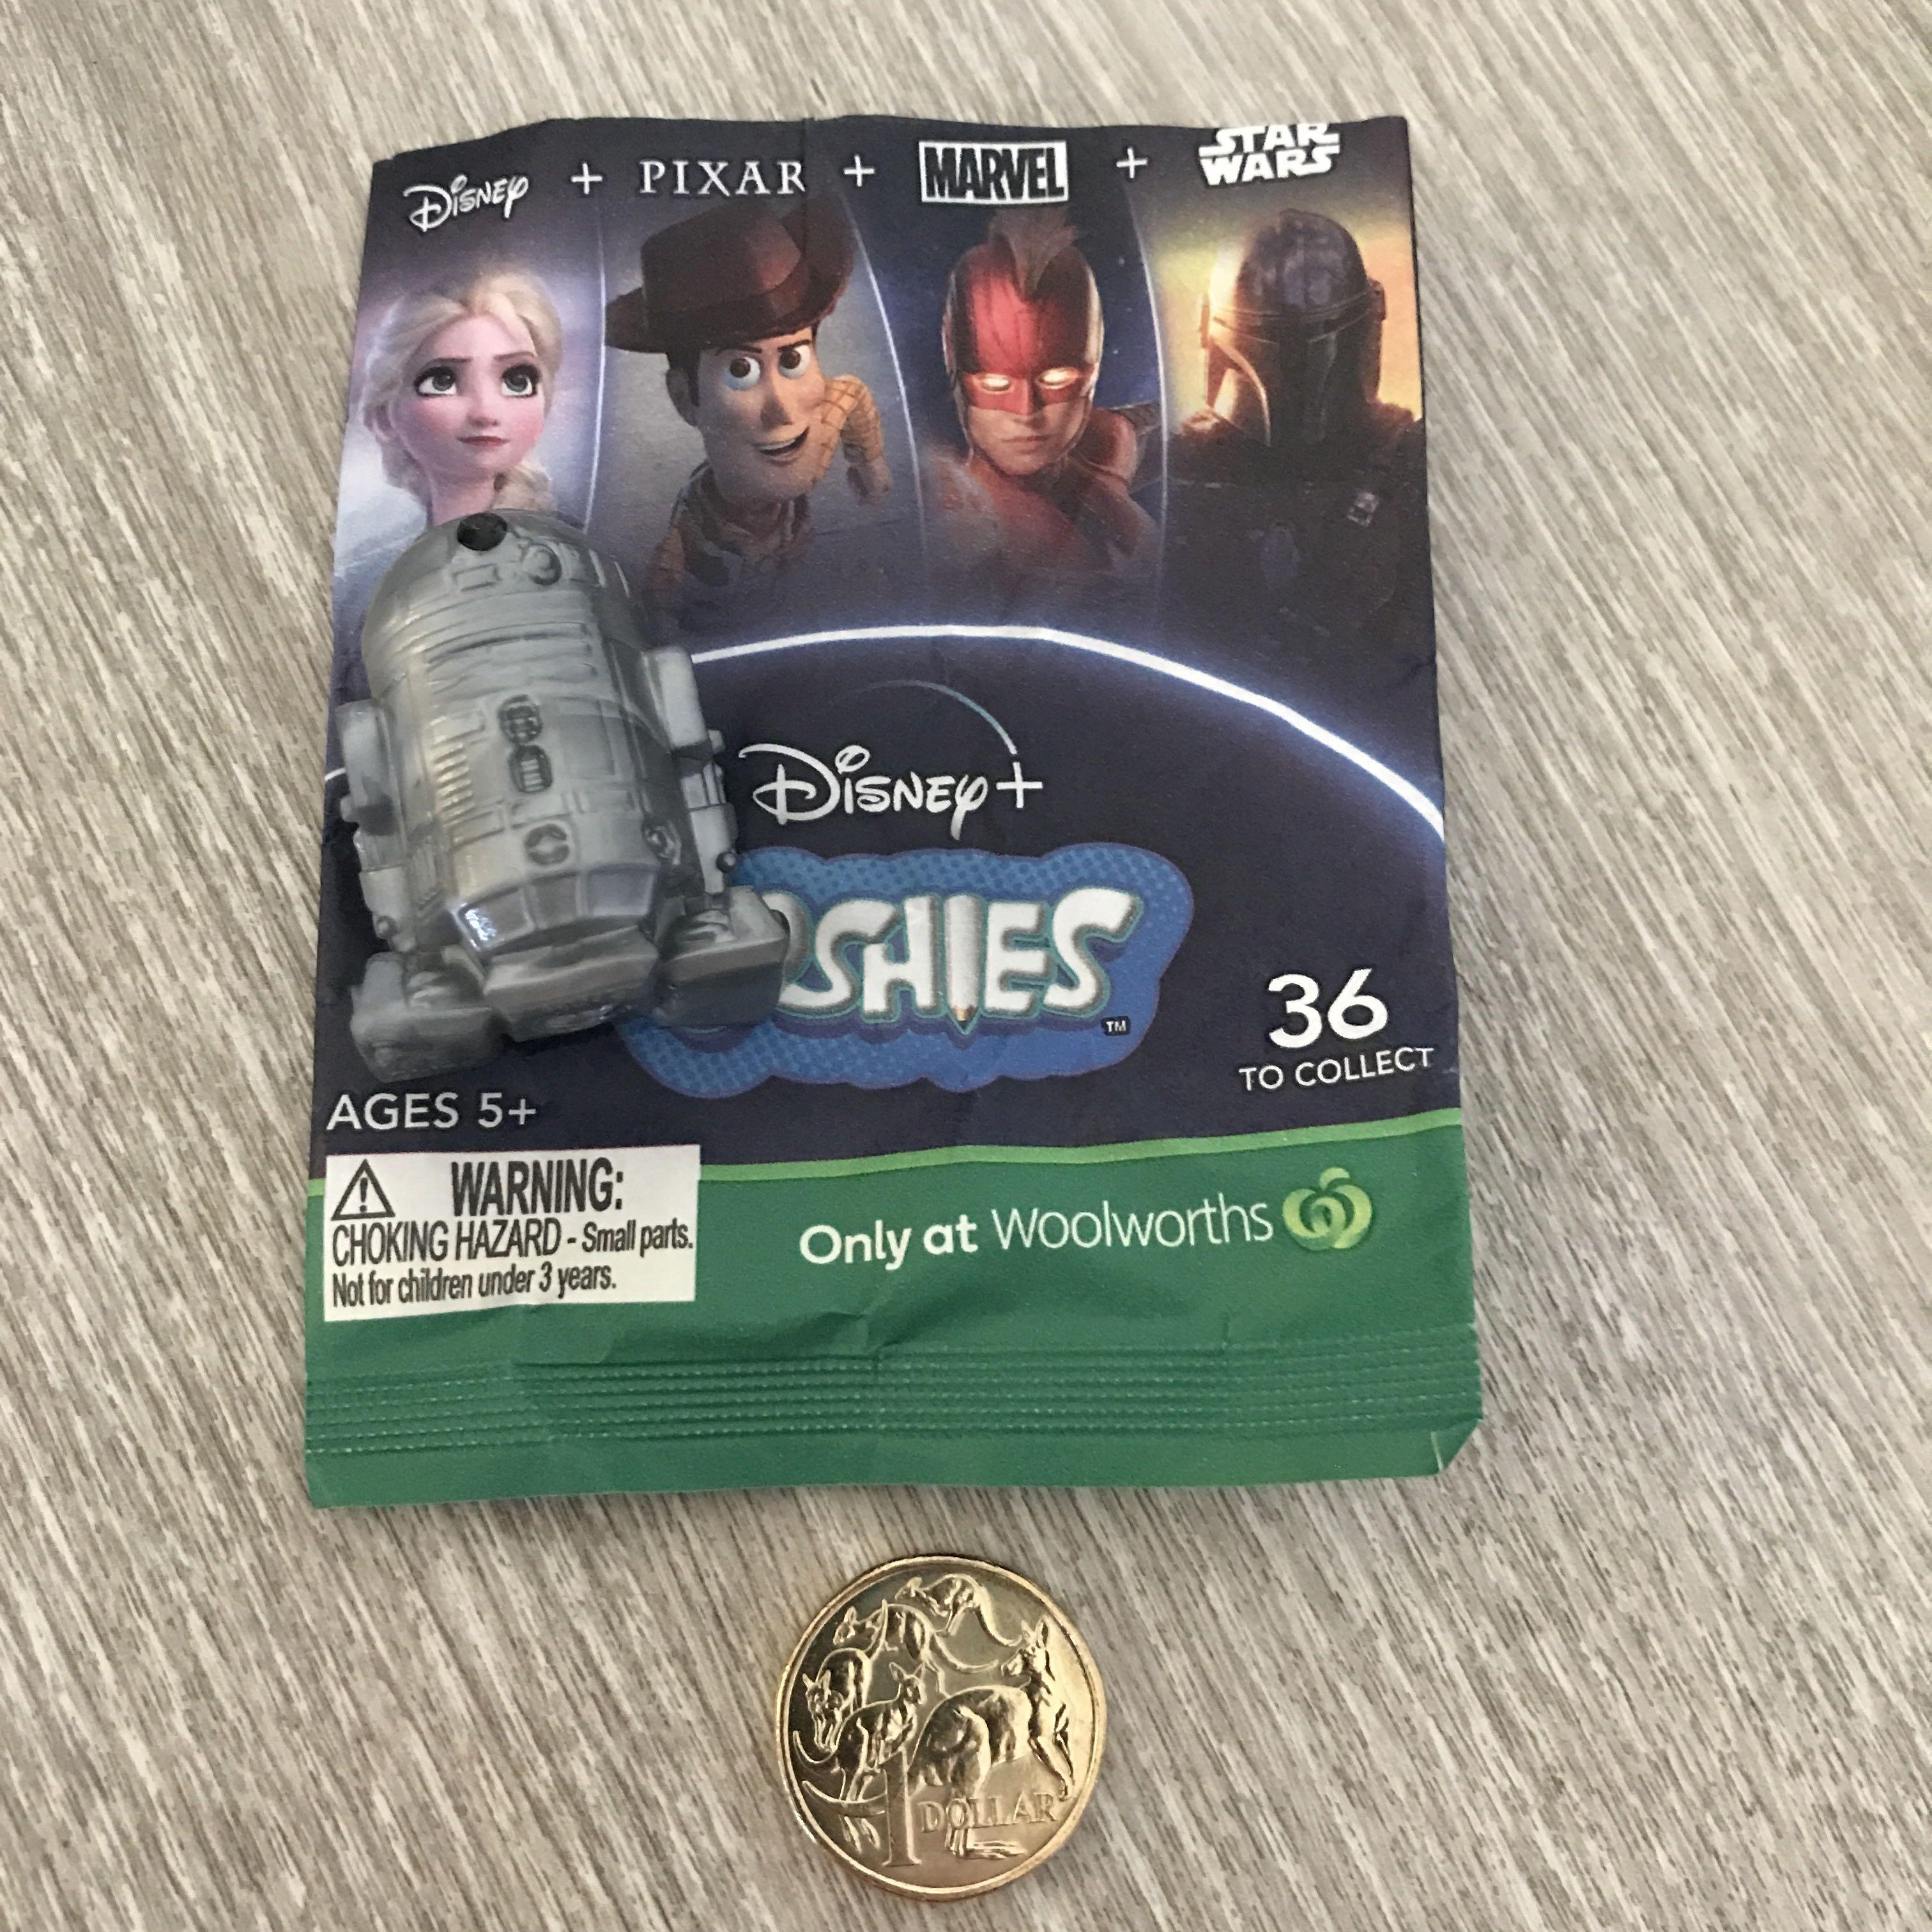 Disney + PIXAR + MARVEL + STAR WARS
Disney+
SHIES
TM
36
TO COLLECT
AGES 5+
WARNING:
CHOKING HAZARD - Small parts.
Not for children under 3 years.
Only at Woolworths
1 DOLLAR